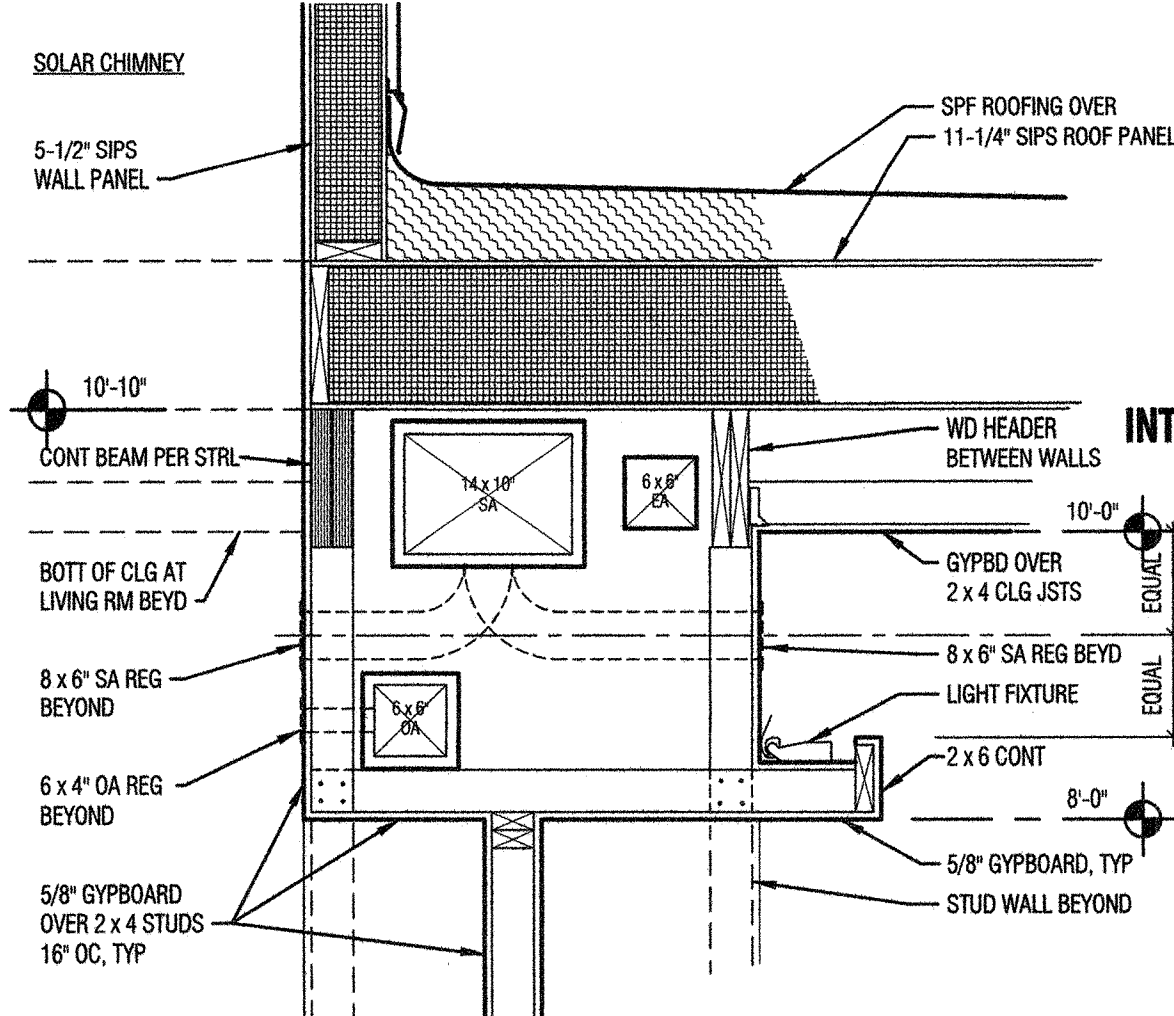 SOLAR CHIMNEY
5-1/2" SIPS
WALL PANEL
SPF ROOFING OVER
11-1/4" SIPS ROOF PANEL
10'-10"
CONT BEAM PER STRL
14 x 10"
SA
6 x 6"
EA
WD HEADER
BETWEEN WALLS
INT
10'-0"
BOTT OF CLG AT
LIVING RM BEYD
GYPBD OVER
2 x 4 CLG JSTS
EQUAL
8 x 6" SA REG
BEYOND
8 x 6" SA REG BEYD
LIGHT FIXTURE
EQUAL
6 x 6"
OA
6 x 4" OA REG
BEYOND
2 x 6 CONT
8'-0"
5/8" GYPBOARD
OVER 2 x 4 STUDS
16" OC, TYP
5/8" GYPBOARD, TYP
STUD WALL BEYOND